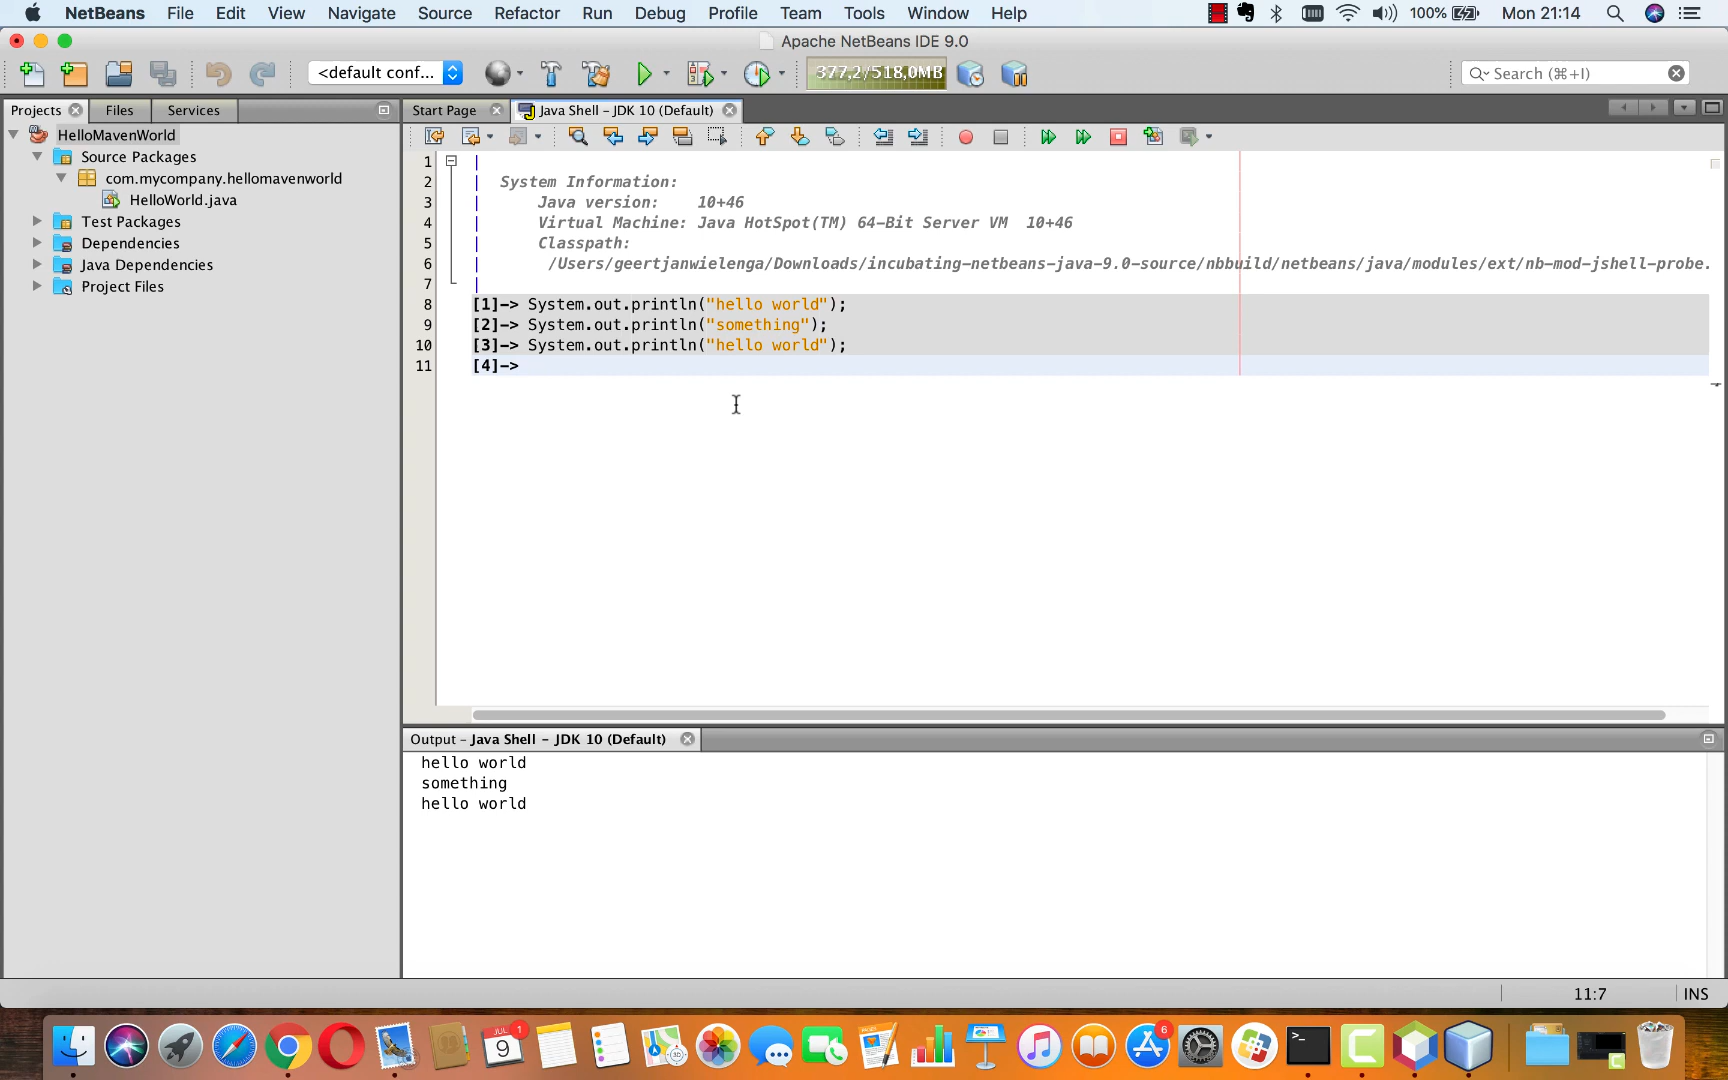 NetBeans File Edit View Navigate Source Refactor Run Debug Profile Team Tools Window Help 100% Mon 21:14
Apache NetBeans IDE 9.0
<default conf... 377,2/518,0MB Search (⌘+I)
Projects Files Services Start Page Java Shell - JDK 10 (Default)
HelloMavenWorld
Source Packages
com.mycompany.hellomavenworld
HelloWorld.java
Test Packages
Dependencies
Java Dependencies
Project Files
1
2 System Information:
3 Java version: 10+46
4 Virtual Machine: Java HotSpot(TM) 64-Bit Server VM 10+46
5 Classpath:
6 /Users/geertjanwielenga/Downloads/incubating-netbeans-java-9.0-source/nbbuild/netbeans/java/modules/ext/nb-mod-jshell-probe.
7
8 [1]-> System.out.println("hello world");
9 [2]-> System.out.println("something");
10 [3]-> System.out.println("hello world");
11 [4]->
Output - Java Shell - JDK 10 (Default)
hello world
something
hello world
11:7 INS
JUL 9 1
PAGES
6